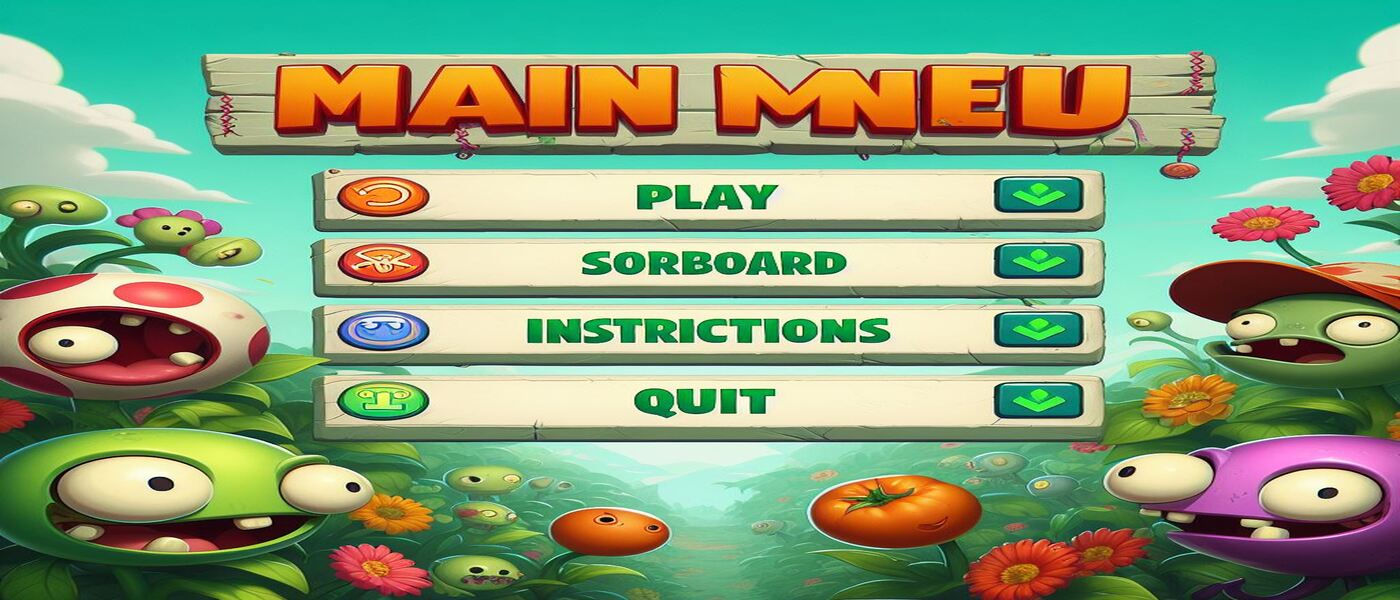 MAIN MNEU
PLAY
SORBOARD
INSTRICTIONS
QUIT